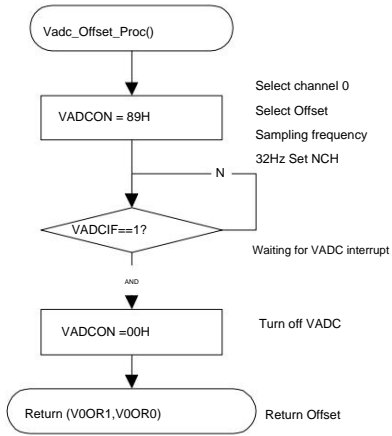 Vadc_Offset_Proc()
VADCON = 89H
Select channel 0
Select Offset
Sampling frequency
32Hz Set NCH
N
VADCIF==1?
Waiting for VADC interrupt
AND
VADCON =00H
Turn off VADC
Return (V0OR1,V0OR0)
Return Offset